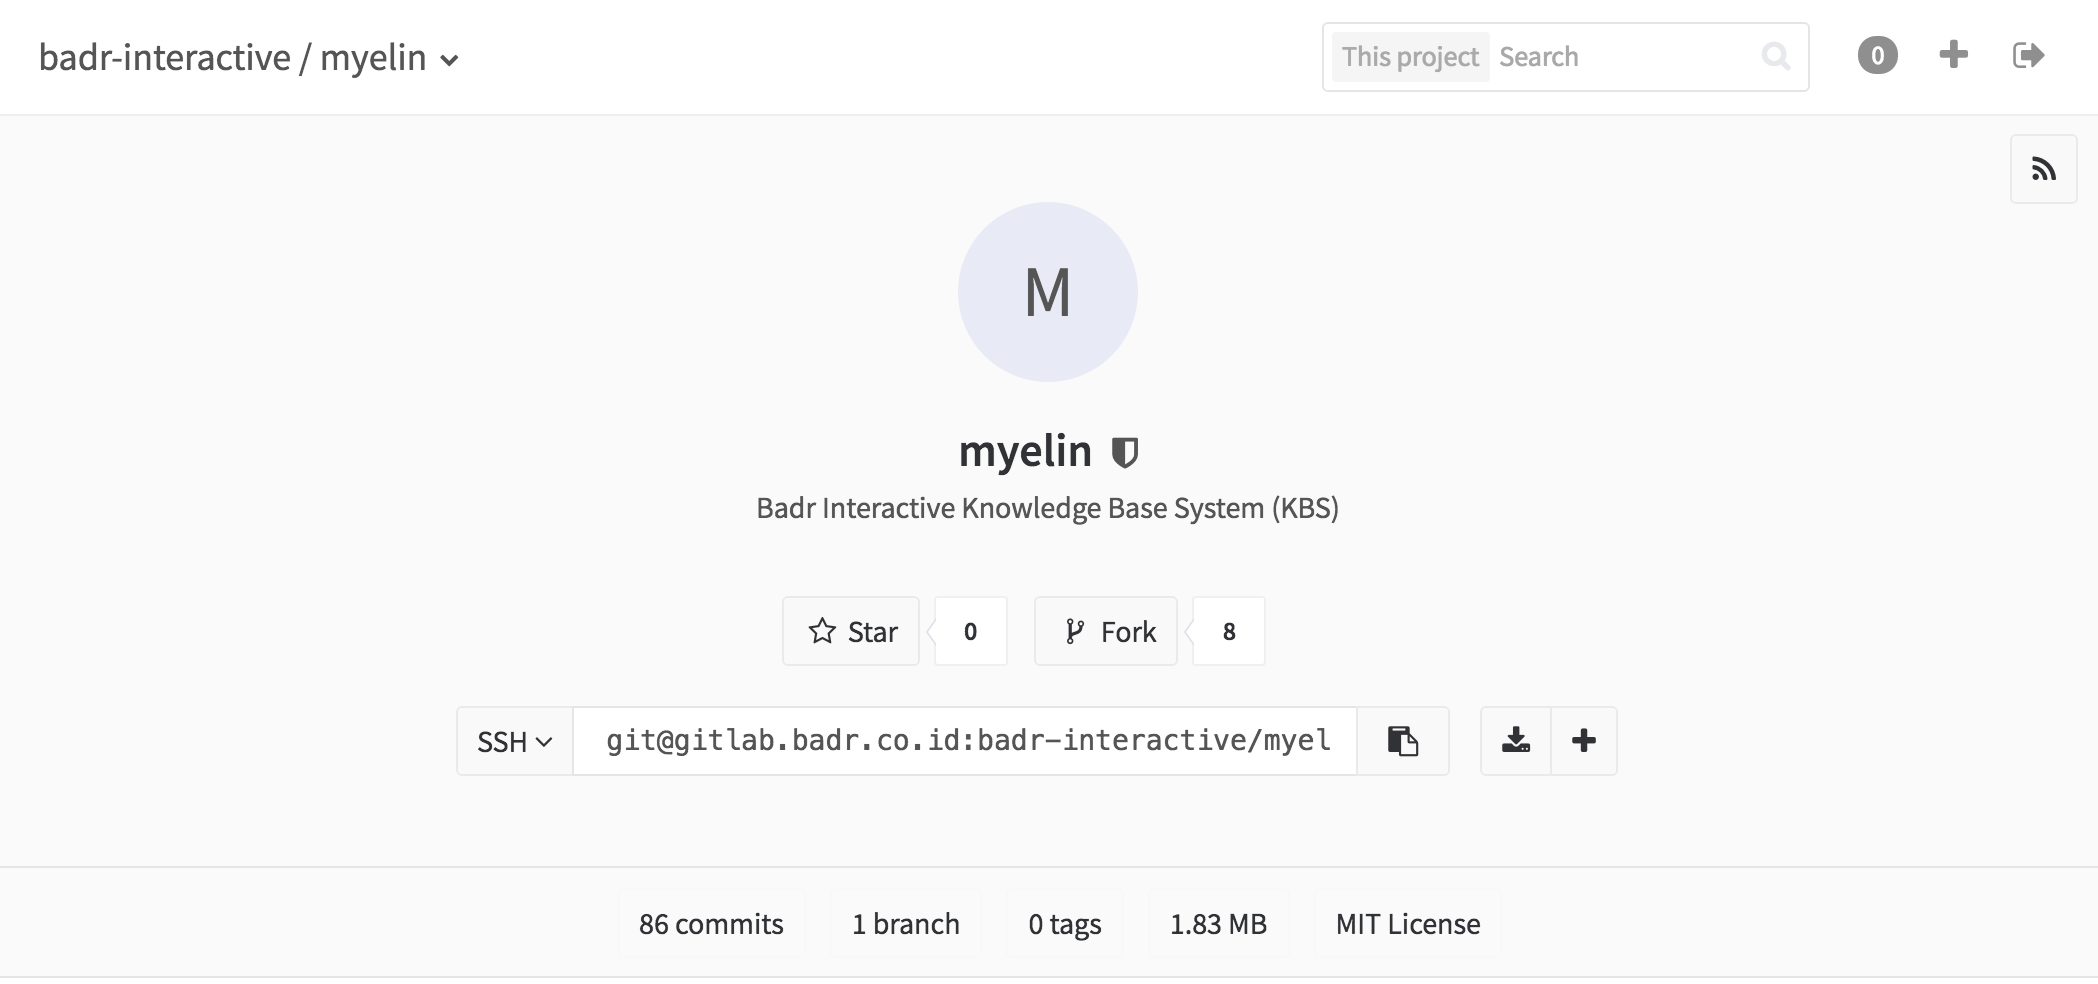 badr-interactive / myelin
This project Search
0
M
myelin
Badr Interactive Knowledge Base System (KBS)
Star 0 Fork 8
SSH git@gitlab.badr.co.id:badr-interactive/myel
86 commits 1 branch 0 tags 1.83 MB MIT License